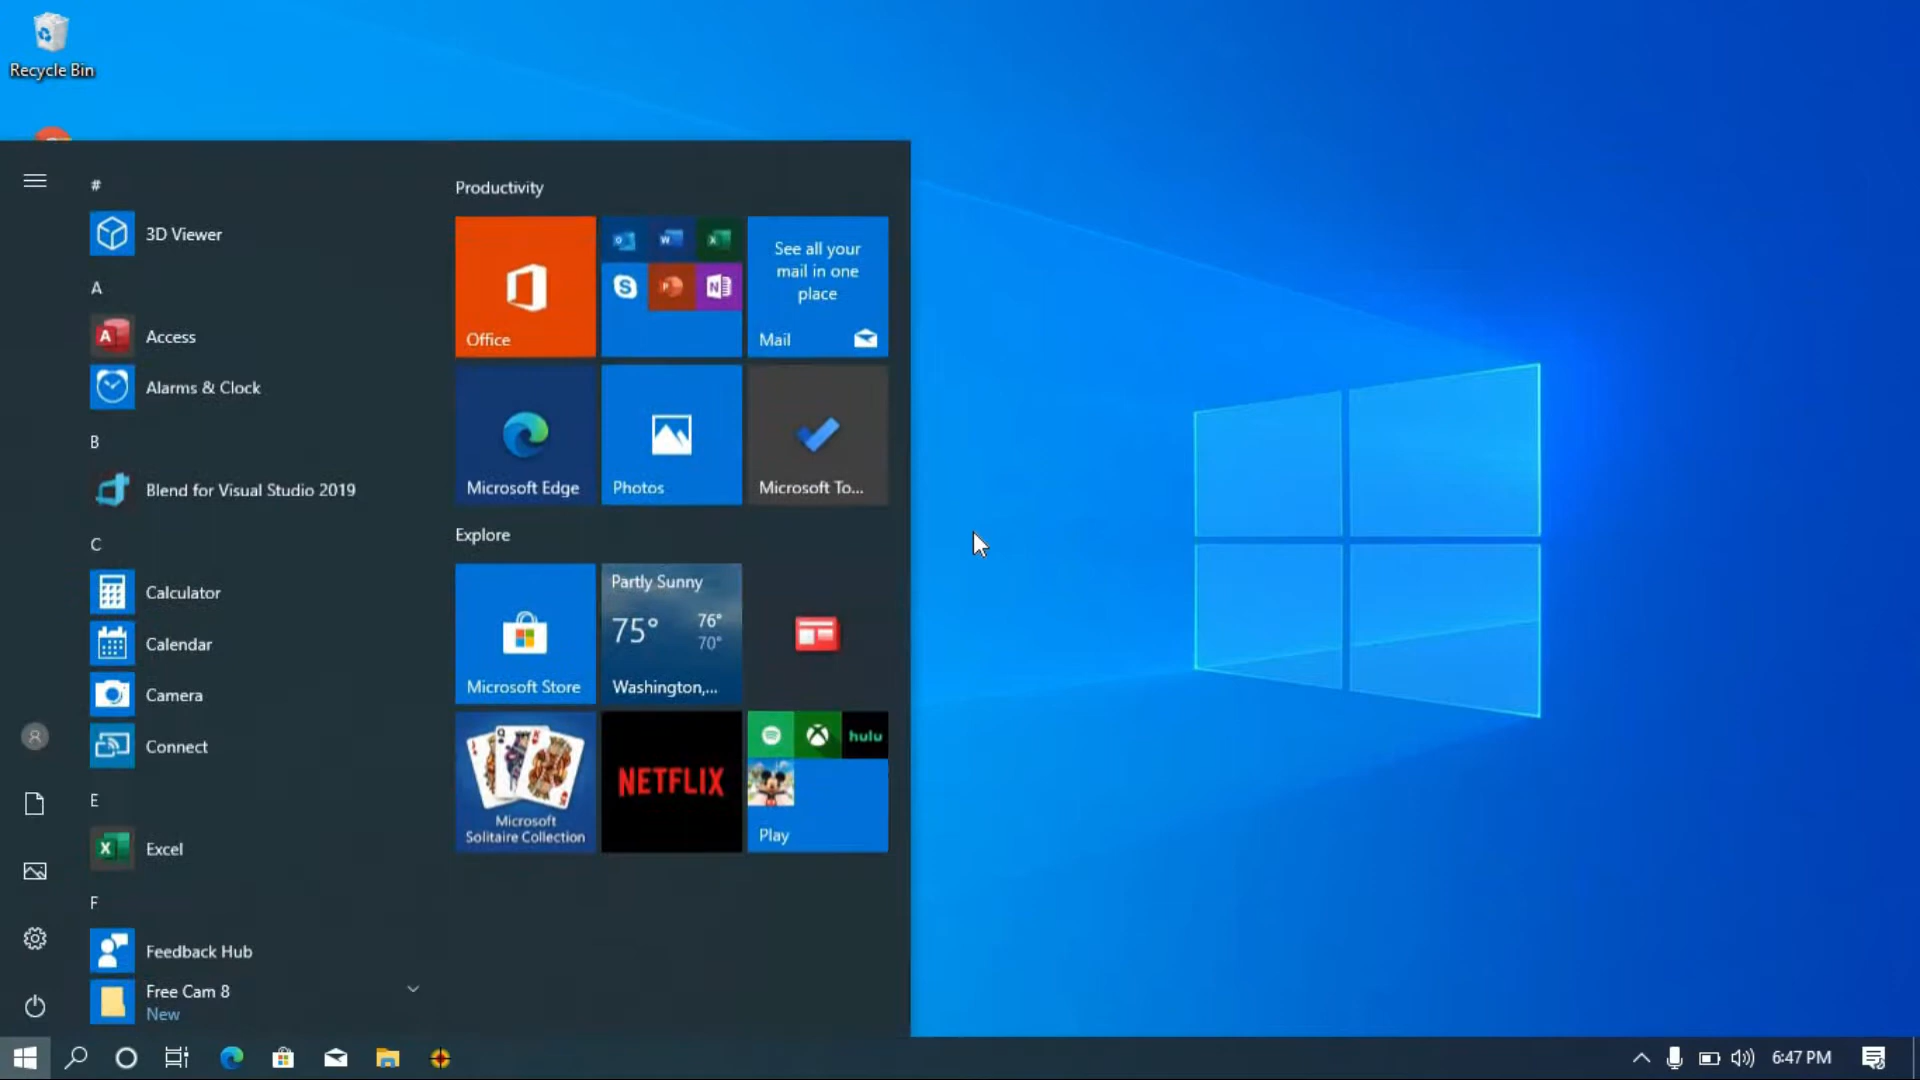 Recycle Bin
#
3D Viewer
A
Access
Alarms & Clock
B
Blend for Visual Studio 2019
C
Calculator
Calendar
Camera
Connect
E
Excel
F
Feedback Hub
Free Cam 8
New
Productivity
Office
See all your
mail in one
place
Mail
Microsoft Edge
Photos
Microsoft To...
Explore
Microsoft Store
Partly Sunny
75°
76°
70°
Washington,...
Microsoft
Solitaire Collection
NETFLIX
hulu
Play
6:47 PM